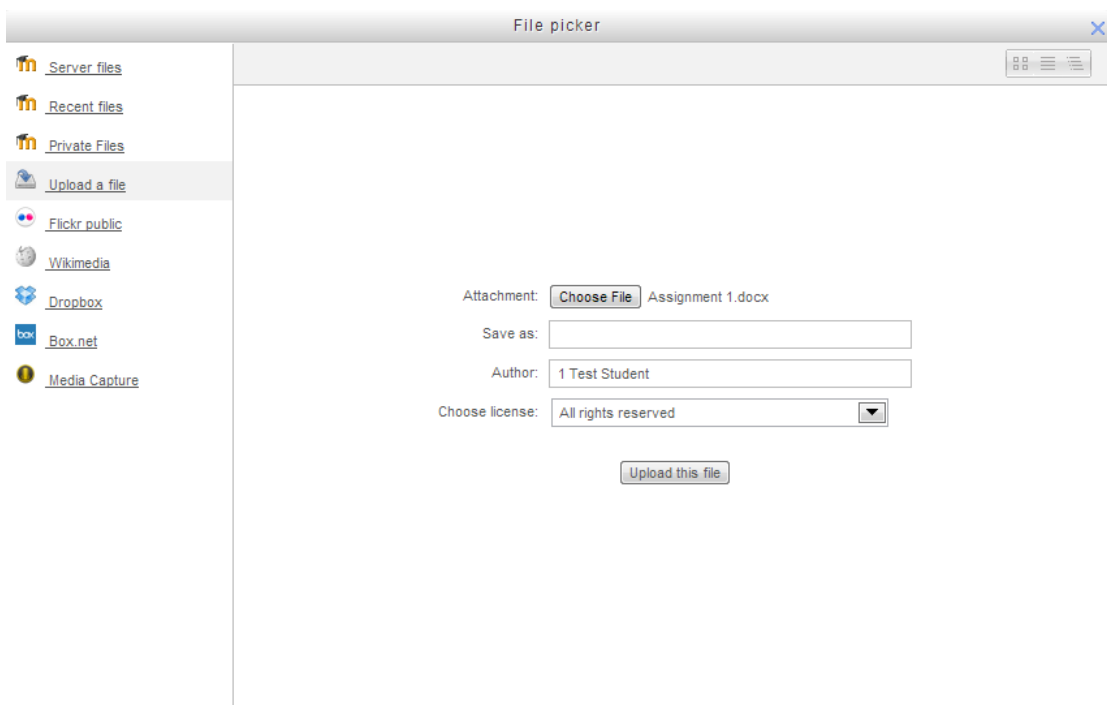 File picker
Server files
Recent files
Private Files
Upload a file
Flickr public
Wikimedia
Dropbox
box
Box.net
Media Capture
Attachment: Choose File Assignment 1.docx
Save as:
Author: 1 Test Student
Choose license: All rights reserved
Upload this file